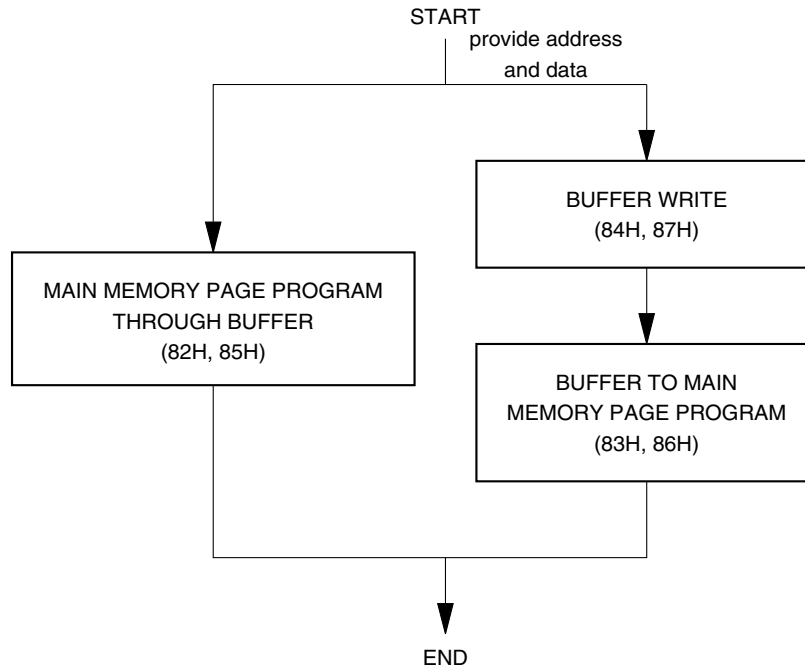 START
provide address
and data
BUFFER WRITE
(84H, 87H)
MAIN MEMORY PAGE PROGRAM
THROUGH BUFFER
(82H, 85H)
BUFFER TO MAIN
MEMORY PAGE PROGRAM
(83H, 86H)
END